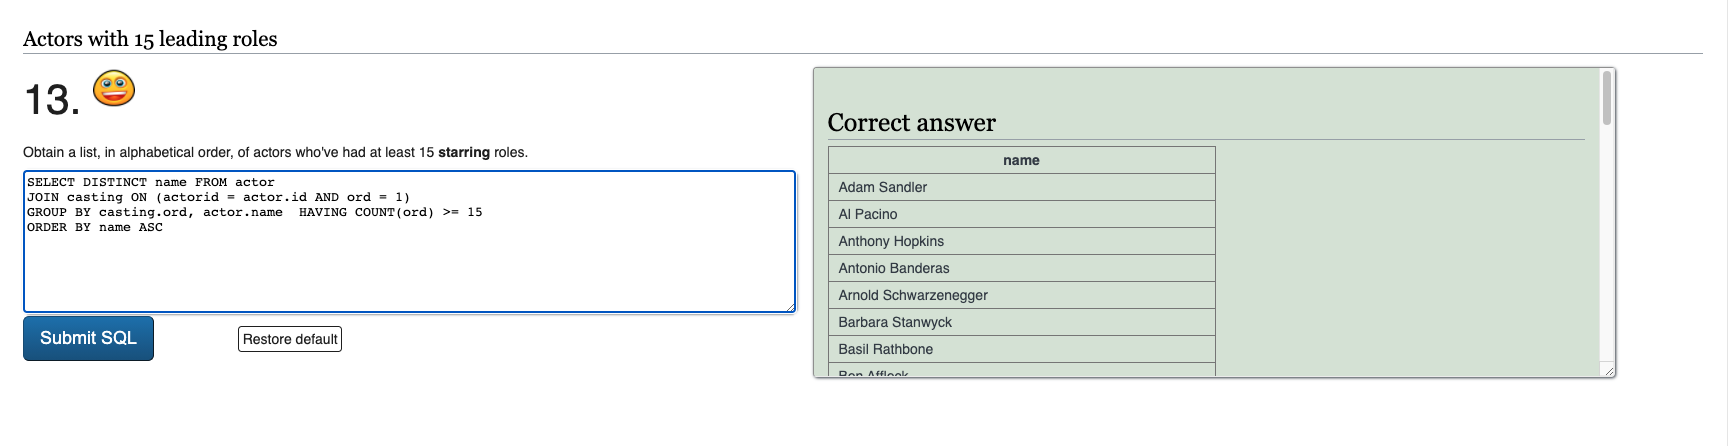 Actors with 15 leading roles
13.
Obtain a list, in alphabetical order, of actors who've had at least 15 starring roles.
SELECT DISTINCT name FROM actor
JOIN casting ON (actorid = actor.id AND ord = 1)
GROUP BY casting.ord, actor.name  HAVING COUNT(ord) >= 15
ORDER BY name ASC
Submit SQL
Restore default
Correct answer
name
Adam Sandler
Al Pacino
Anthony Hopkins
Antonio Banderas
Arnold Schwarzenegger
Barbara Stanwyck
Basil Rathbone
Ben Affleck